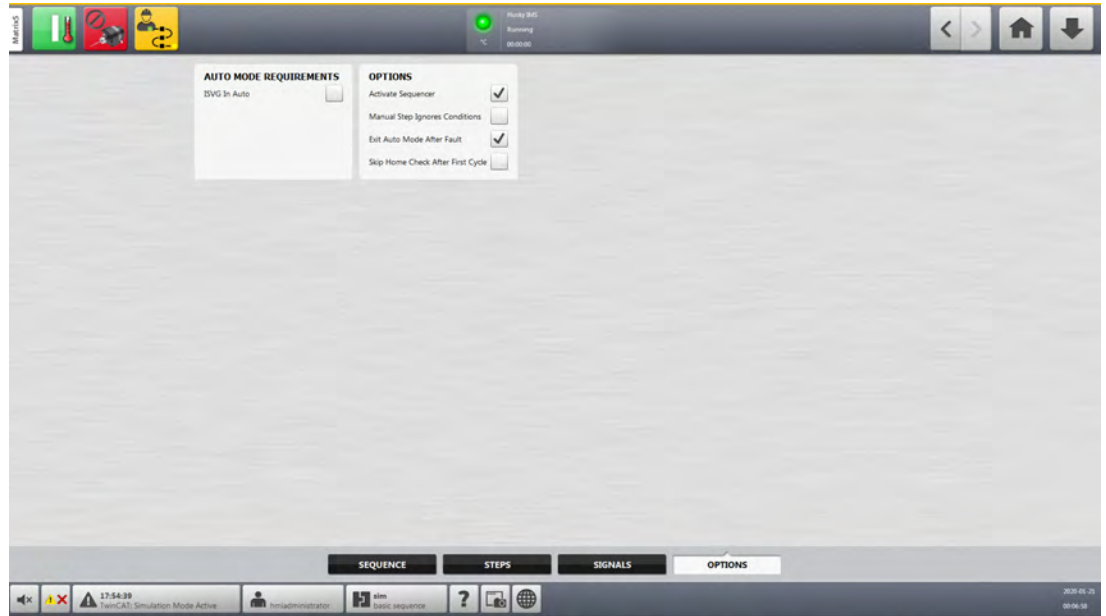 Matrix5
Husky IMS
Running
°C
00:00:00
AUTO MODE REQUIREMENTS
ISVG In Auto
OPTIONS
Activate Sequencer
Manual Step Ignores Conditions
Exit Auto Mode After Fault
Skip Home Check After First Cycle
SEQUENCE
STEPS
SIGNALS
OPTIONS
17:54:39
TwinCAT: Simulation Mode Active
hmiadministrator
sim
basic sequence
?
2020-01-21
00:06:50